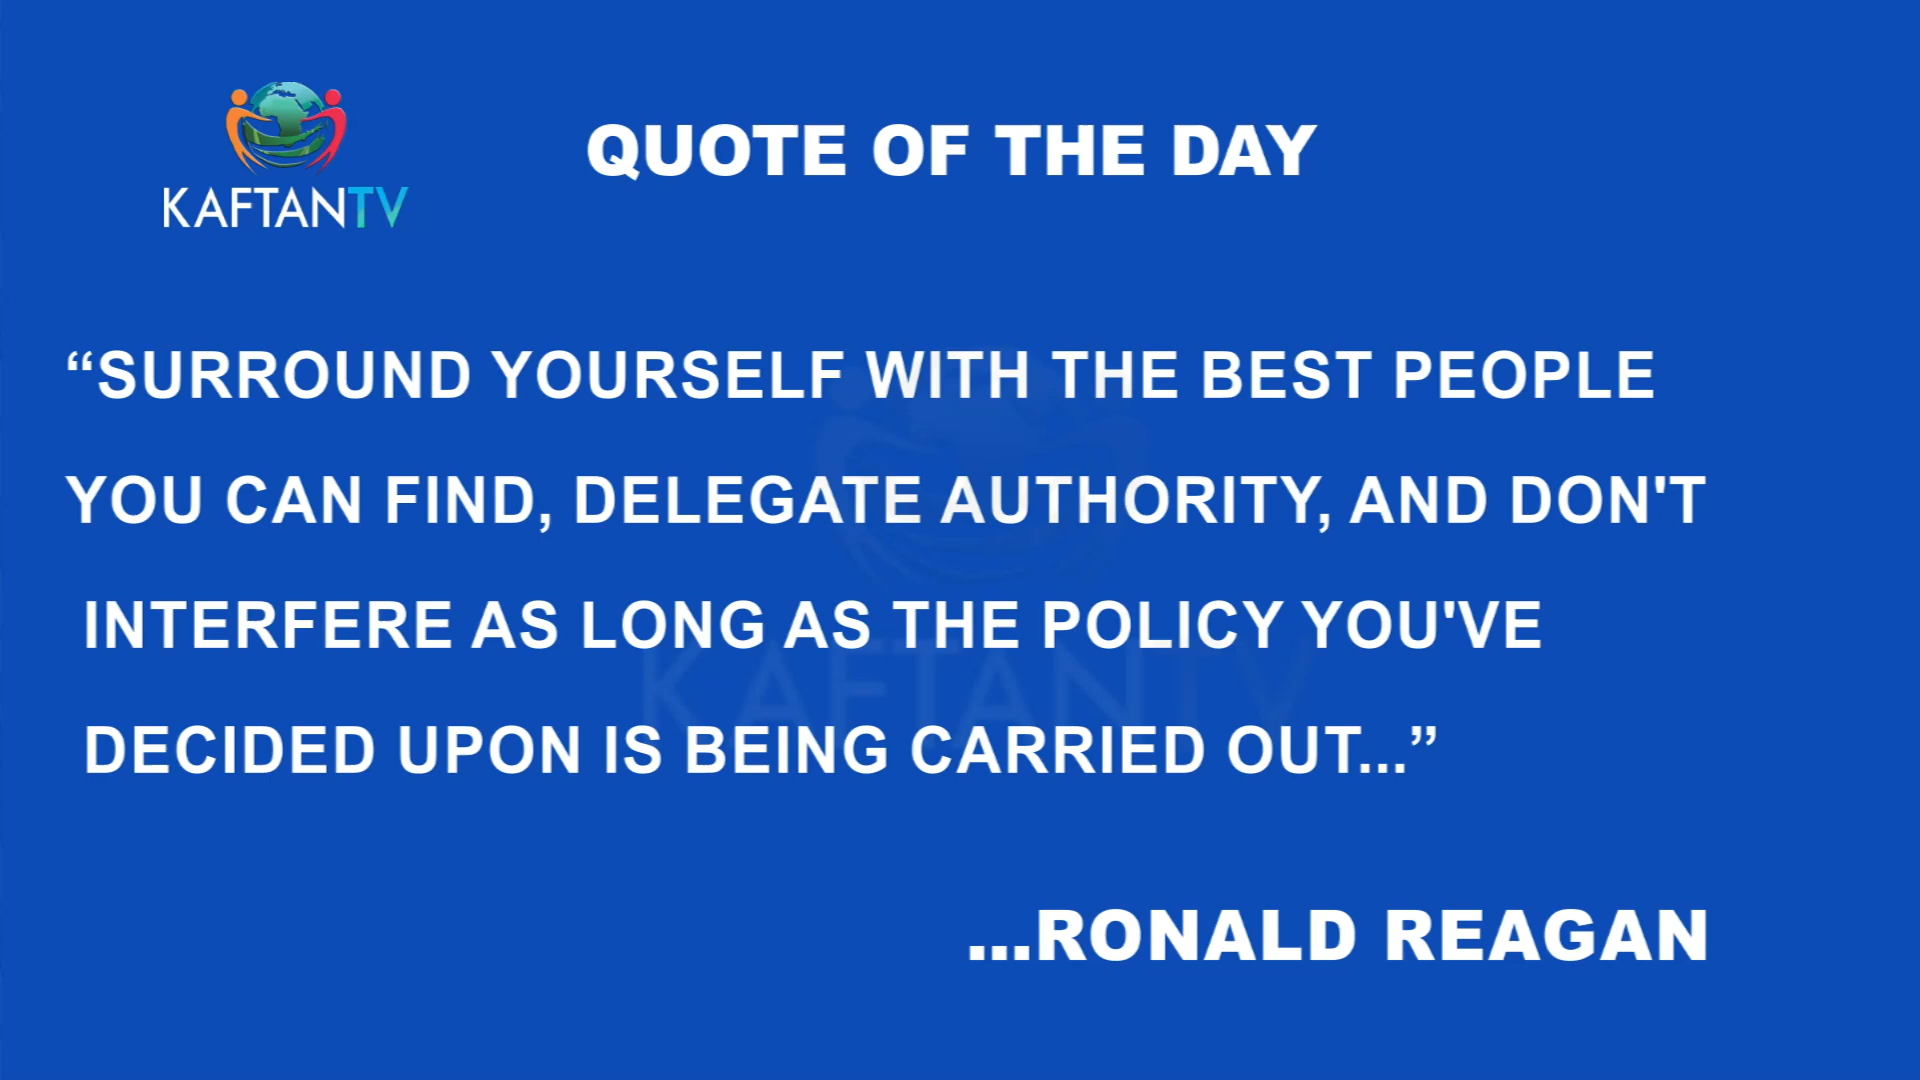 KAFTANTV
QUOTE OF THE DAY
“SURROUND YOURSELF WITH THE BEST PEOPLE
YOU CAN FIND, DELEGATE AUTHORITY, AND DON'T
INTERFERE AS LONG AS THE POLICY YOU'VE
DECIDED UPON IS BEING CARRIED OUT...”
KAFTANTV
...RONALD REAGAN